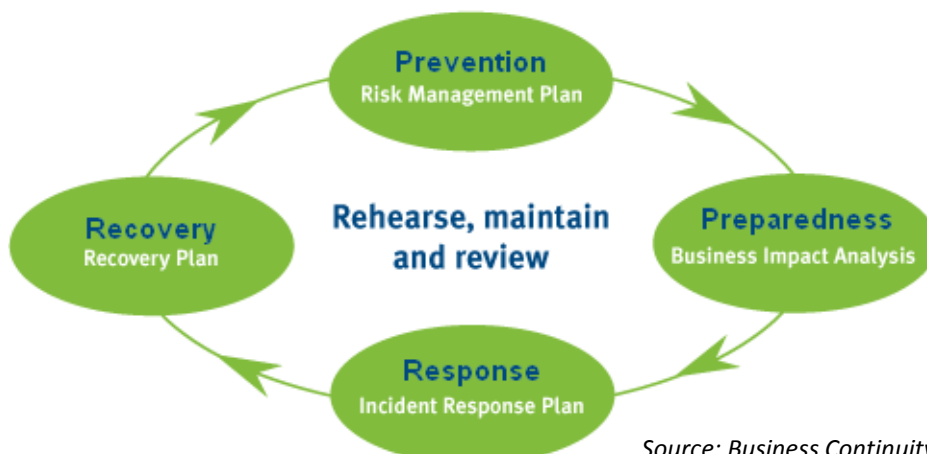 Prevention
Risk Management Plan
Preparedness
Business Impact Analysis
Rehearse, maintain
and review
Recovery
Recovery Plan
Response
Incident Response Plan
Source: Business Continuity